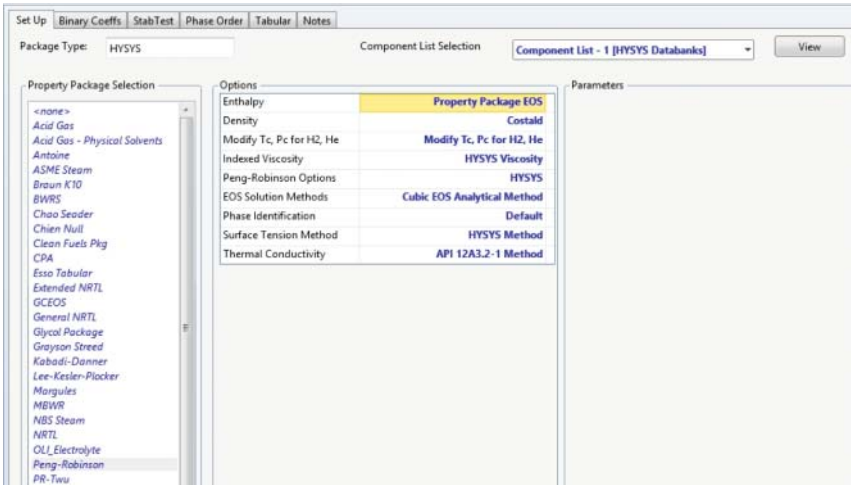 Set Up Binary Coeffs StabTest Phase Order Tabular Notes
Package Type: HYSYS Component List Selection Component List - 1 [HYSYS Databanks] View
Property Package Selection
<none>
Acid Gas
Acid Gas - Physical Solvents
Antoine
ASME Steam
Braun K10
BWRS
Chao Seader
Chien Null
Clean Fuels Pkg
CPA
Esso Tabular
Extended NRTL
GCEOS
General NRTL
Glycol Package
Grayson Streed
Kabadi-Danner
Lee-Kesler-Plocker
Margules
MBWR
NBS Steam
NRTL
OLI_Electrolyte
Peng-Robinson
PR-Twu
Options
Enthalpy Property Package EOS
Density Costald
Modify Tc, Pc for H2, He Modify Tc, Pc for H2, He
Indexed Viscosity HYSYS Viscosity
Peng-Robinson Options HYSYS
EOS Solution Methods Cubic EOS Analytical Method
Phase Identification Default
Surface Tension Method HYSYS Method
Thermal Conductivity API 12A3.2-1 Method
Parameters